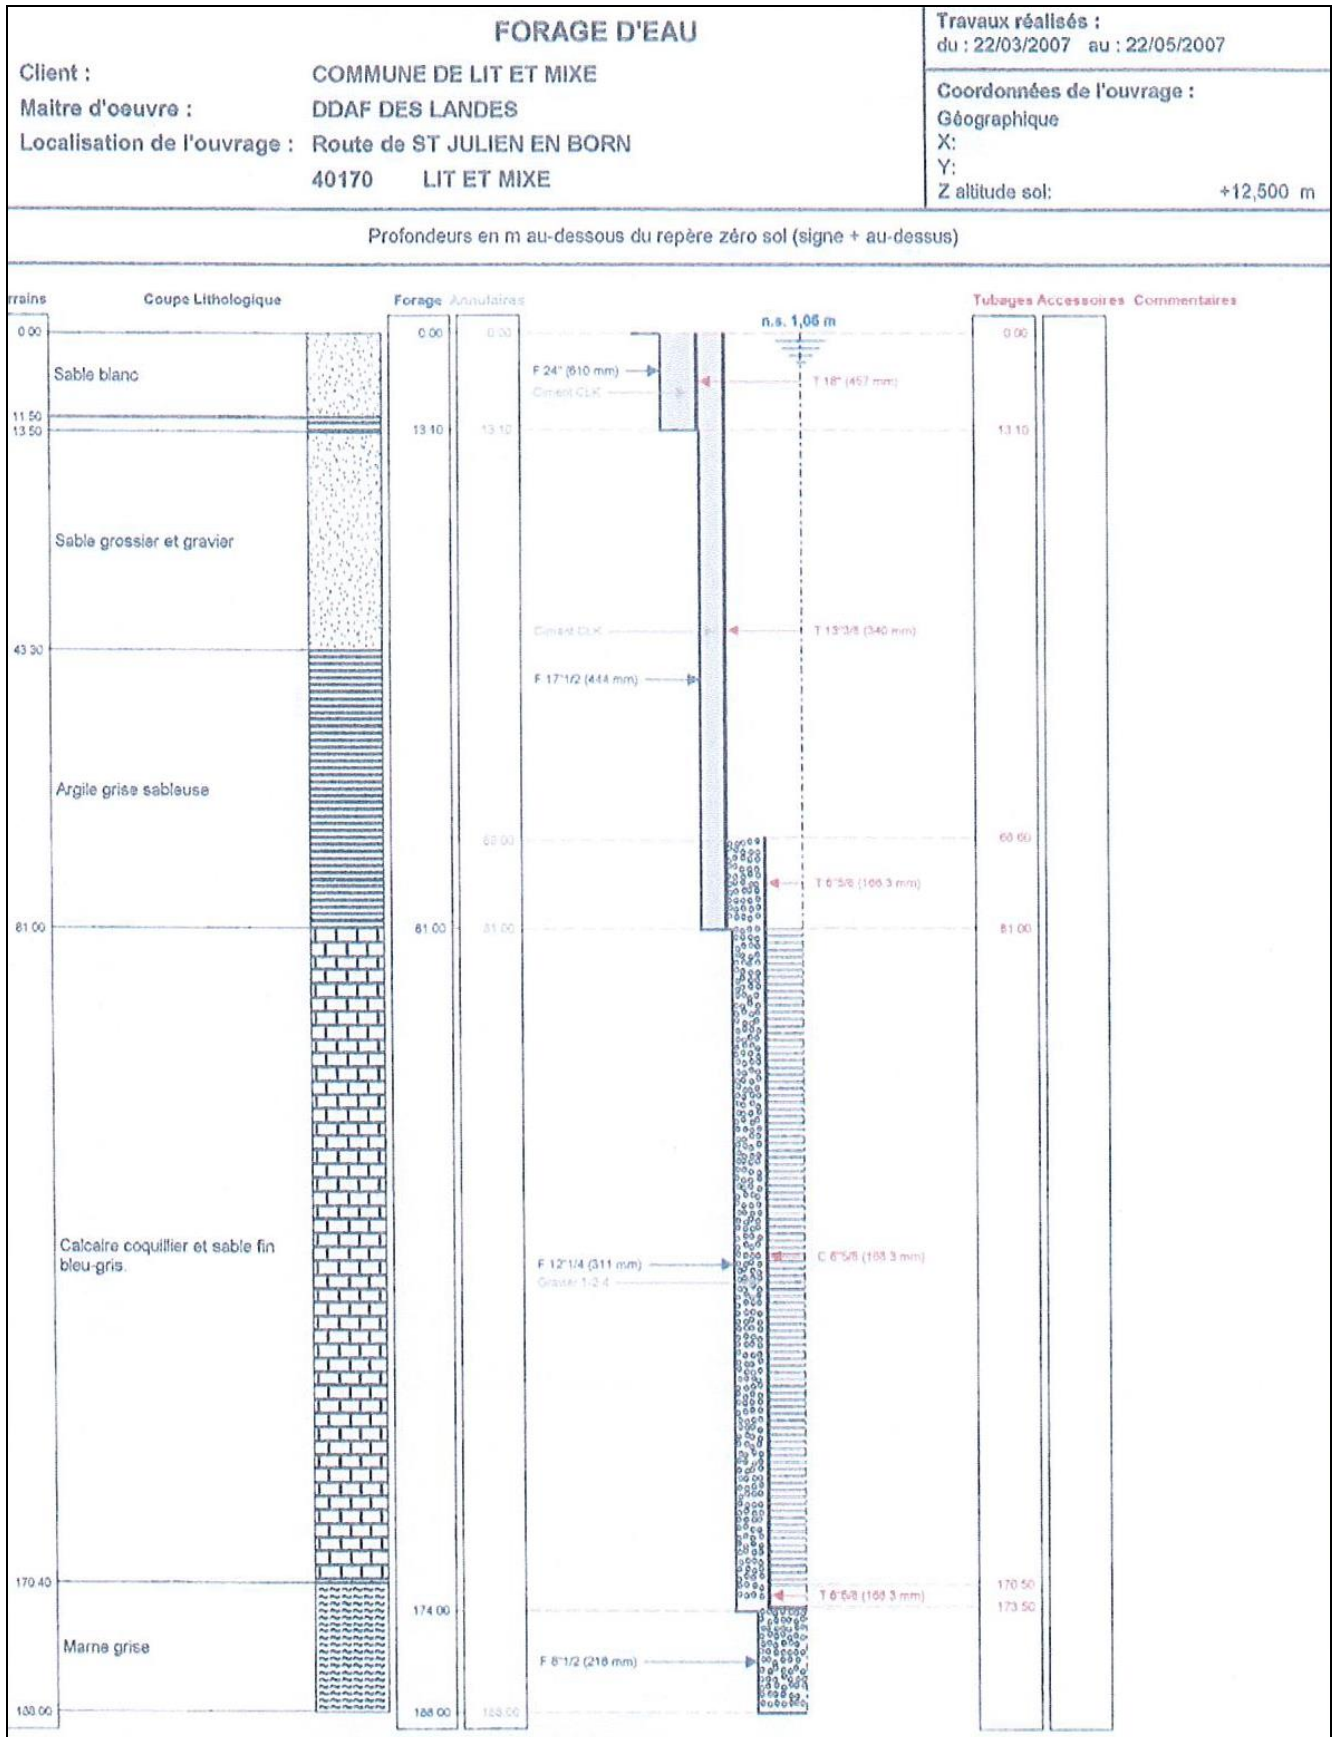 FORAGE D'EAU
Client :
COMMUNE DE LIT ET MIXE
Maitre d'oeuvre :
DDAF DES LANDES
Localisation de l'ouvrage :
Route de ST JULIEN EN BORN
40170 LIT ET MIXE
Travaux réalisés :
du : 22/03/2007 au : 22/05/2007
Coordonnées de l'ouvrage :
Géographique
X:
Y:
Z altitude sol: +12,500 m
Profondeurs en m au-dessous du repère zéro sol (signe + au-dessus)
rrains Coupe Lithologique Forage Annulaires Tubages Accessoires Commentaires
n.s. 1,06 m
0.00 0.00 0.00 0.00
F 24" (610 mm)
Sable blanc
T 18" (457 mm)
Ciment CLK
11.50
13.50 13.10 13.10 13.10
Sable grossier et gravier
Ciment CLK T 13"3/8 (340 mm)
43.30
F 17"1/2 (444 mm)
Argile grise sableuse
68.60
T 6"5/8 (168.3 mm)
81.00 81.00 81.00 81.00
Calcaire coquillier et sable fin
bleu-gris.
C 6"5/8 (168.3 mm)
F 12"1/4 (311 mm)
Gravier 1-2.4
170.40 170.50
T 6"5/8 (168.3 mm)
173.50
174.00
Marne grise
F 8"1/2 (216 mm)
188.00 188.00 188.00